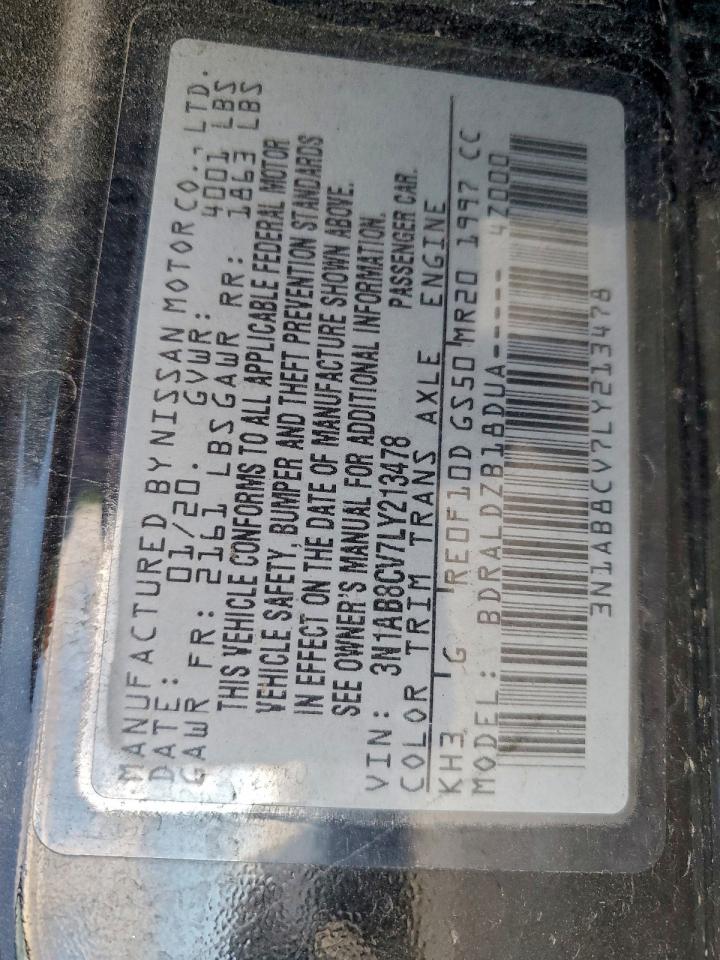 MANUFACTURED BY NISSAN MOTOR CO., LTD.
DATE: 01/20. GVWR: 4001 LBS
GAWR FR: 2161 LBS GAWR RR: 1863 LBS
THIS VEHICLE CONFORMS TO ALL APPLICABLE FEDERAL MOTOR
VEHICLE SAFETY, BUMPER AND THEFT PREVENTION STANDARDS
IN EFFECT ON THE DATE OF MANUFACTURE SHOWN ABOVE.
SEE OWNER'S MANUAL FOR ADDITIONAL INFORMATION.
VIN: 3N1AB8CV7LY213478 PASSENGER CAR.
COLOR TRIM TRANS AXLE ENGINE
KH3 G RE0F10D GS50 MR20 1997 CC
MODEL: BDRALDZB18DUA----- 4Z000
3N1AB8CV7LY213478